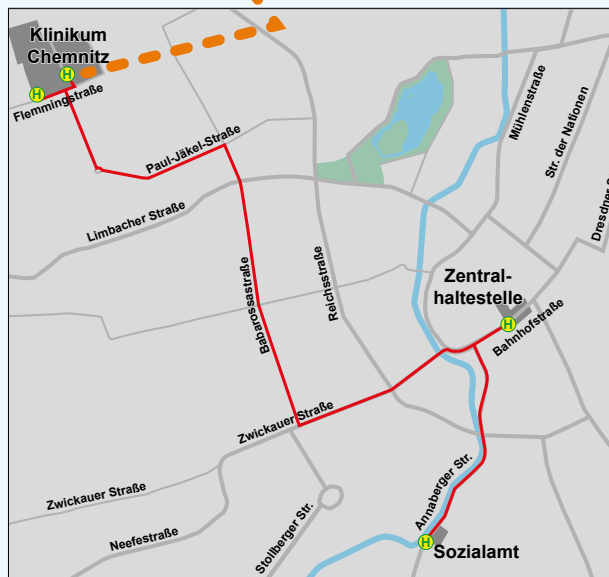 Klinikum
Chemnitz
H
H
Flemmingstraße
Paul-Jäkel-Straße
Limbacher Straße
Mühlenstraße
Str. der Nationen
Dresdner S
Babarossastraße
Reichsstraße
Zentral-
haltestelle
H
Bahnhofstraße
Zwickauer Straße
Zwickauer Straße
Neefestraße
Stollberger Str.
Annaberger Str.
H
Sozialamt